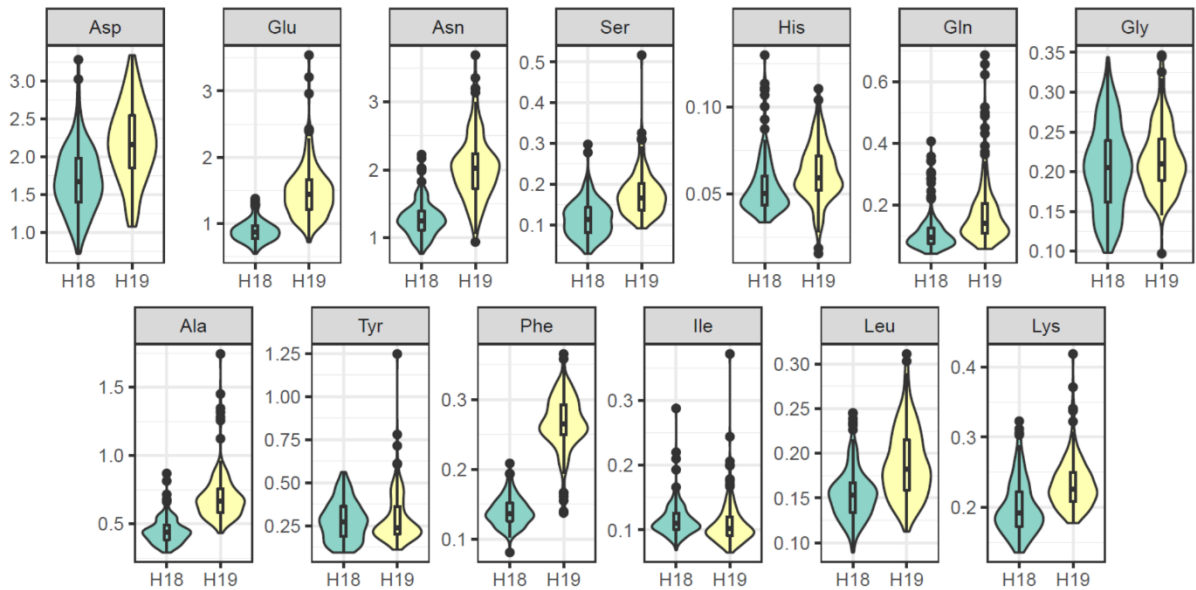 Asp Glu Asn Ser His Gln Gly
3.0 2.5 2.0 1.5 1.0
3 2 1
3 2 1
0.5 0.4 0.3 0.2 0.1
0.10 0.05
0.6 0.4 0.2
0.35 0.30 0.25 0.20 0.15 0.10
H18 H19 H18 H19 H18 H19 H18 H19 H18 H19 H18 H19 H18 H19
Ala Tyr Phe Ile Leu Lys
1.5 1.0 0.5
1.25 1.00 0.75 0.50 0.25
0.3 0.2 0.1
0.3 0.2 0.1
0.30 0.25 0.20 0.15 0.10
0.4 0.3 0.2
H18 H19 H18 H19 H18 H19 H18 H19 H18 H19 H18 H19